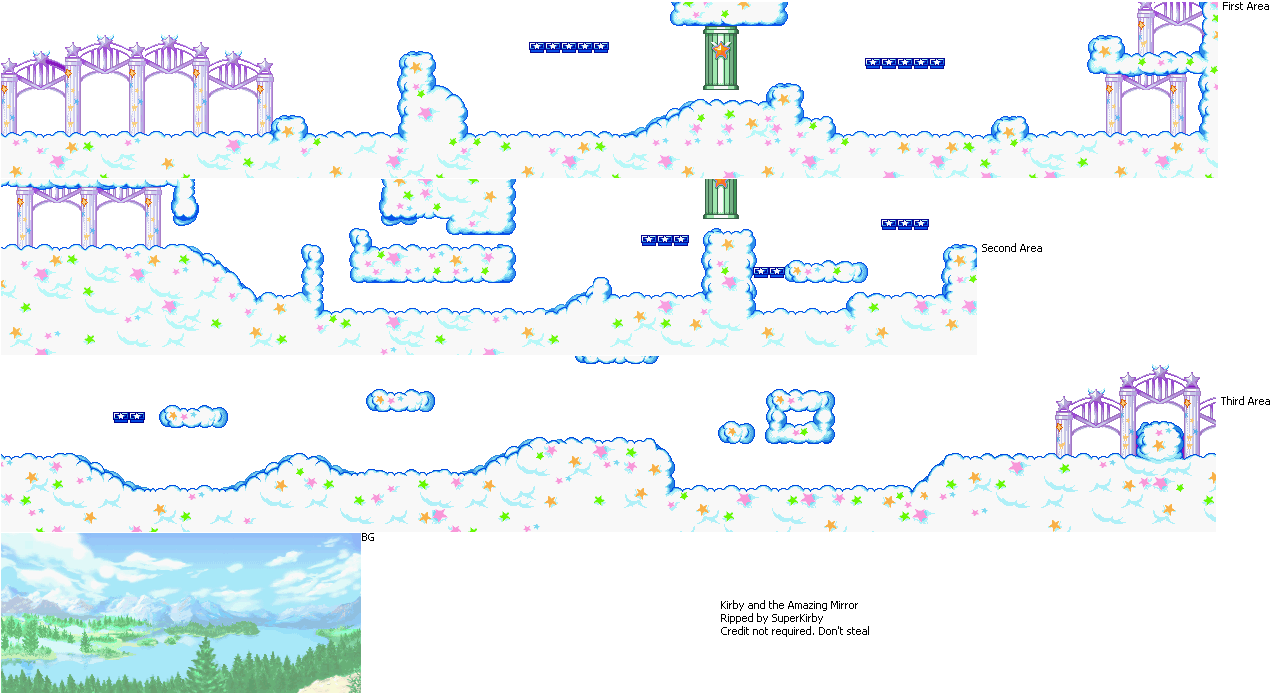 First Area
Second Area
Third Area
BG
Kirby and the Amazing Mirror
Ripped by SuperKirby
Credit not required. Don't steal